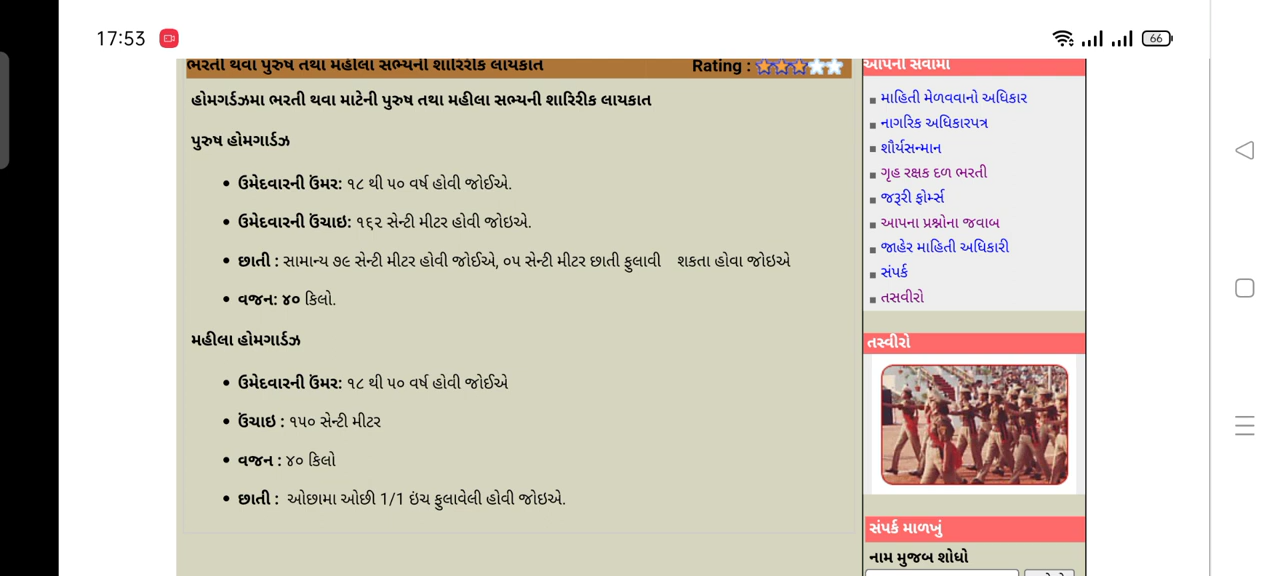 17:53
66
ભરતી થવા પુરુષ તથા મહીલા સભ્યની શારિરીક લાયકાત
Rating :
હોમગર્ડઝમા ભરતી થવા માટેની પુરુષ તથા મહીલા સભ્યની શારિરીક લાયકાત
પુરુષ હોમગાર્ડઝ
• ઉમેદવારની ઉંમર: ૧૮ થી ૫૦ વર્ષ હોવી જોઈએ.
• ઉમેદવારની ઉંચાઇ: ૧૬૨ સેન્ટી મીટર હોવી જોઇએ.
• છાતી : સામાન્ય ૭૯ સેન્ટી મીટર હોવી જોઈએ, ૦૫ સેન્ટી મીટર છાતી ફુલાવી શકતા હોવા જોઇએ
• વજન: ૪૦ કિલો.
મહીલા હોમગાર્ડઝ
• ઉમેદવારની ઉંમર: ૧૮ થી ૫૦ વર્ષ હોવી જોઈએ
• ઉંચાઇ : ૧૫૦ સેન્ટી મીટર
• વજન : ૪૦ કિલો
• છાતી : ઓછામા ઓછી 1/1 ઇંચ ફુલાવેલી હોવી જોઇએ.
આપની સેવામાં
માહિતી મેળવવાનો અધિકાર
નાગરિક અધિકારપત્ર
શૌર્યસન્માન
ગૃહ રક્ષક દળ ભરતી
જરૂરી ફોર્મ્સ
આપના પ્રશ્નોના જવાબ
જાહેર માહિતી અધિકારી
સંપર્ક
તસવીરો
તસ્વીરો
સંપર્ક માળખું
નામ મુજબ શોધો